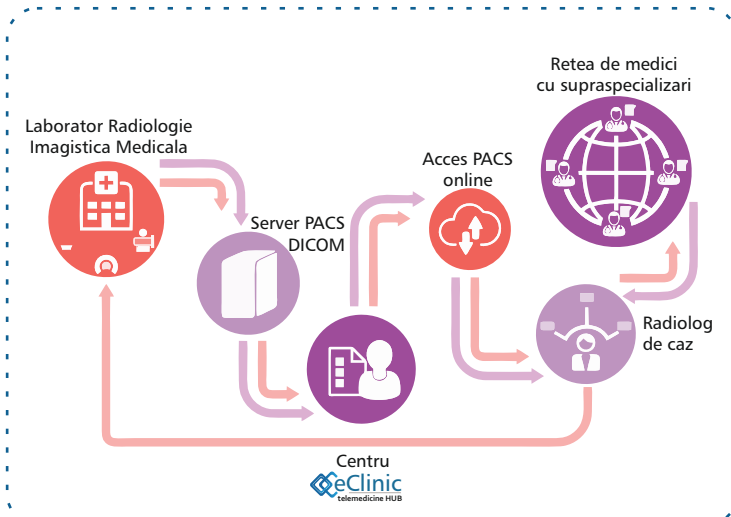 Retea de medici
cu supraspecializari
Laborator Radiologie
Imagistica Medicala
Acces PACS
online
Server PACS
DICOM
Radiolog
de caz
Centru
eClinic
telemedicine HUB